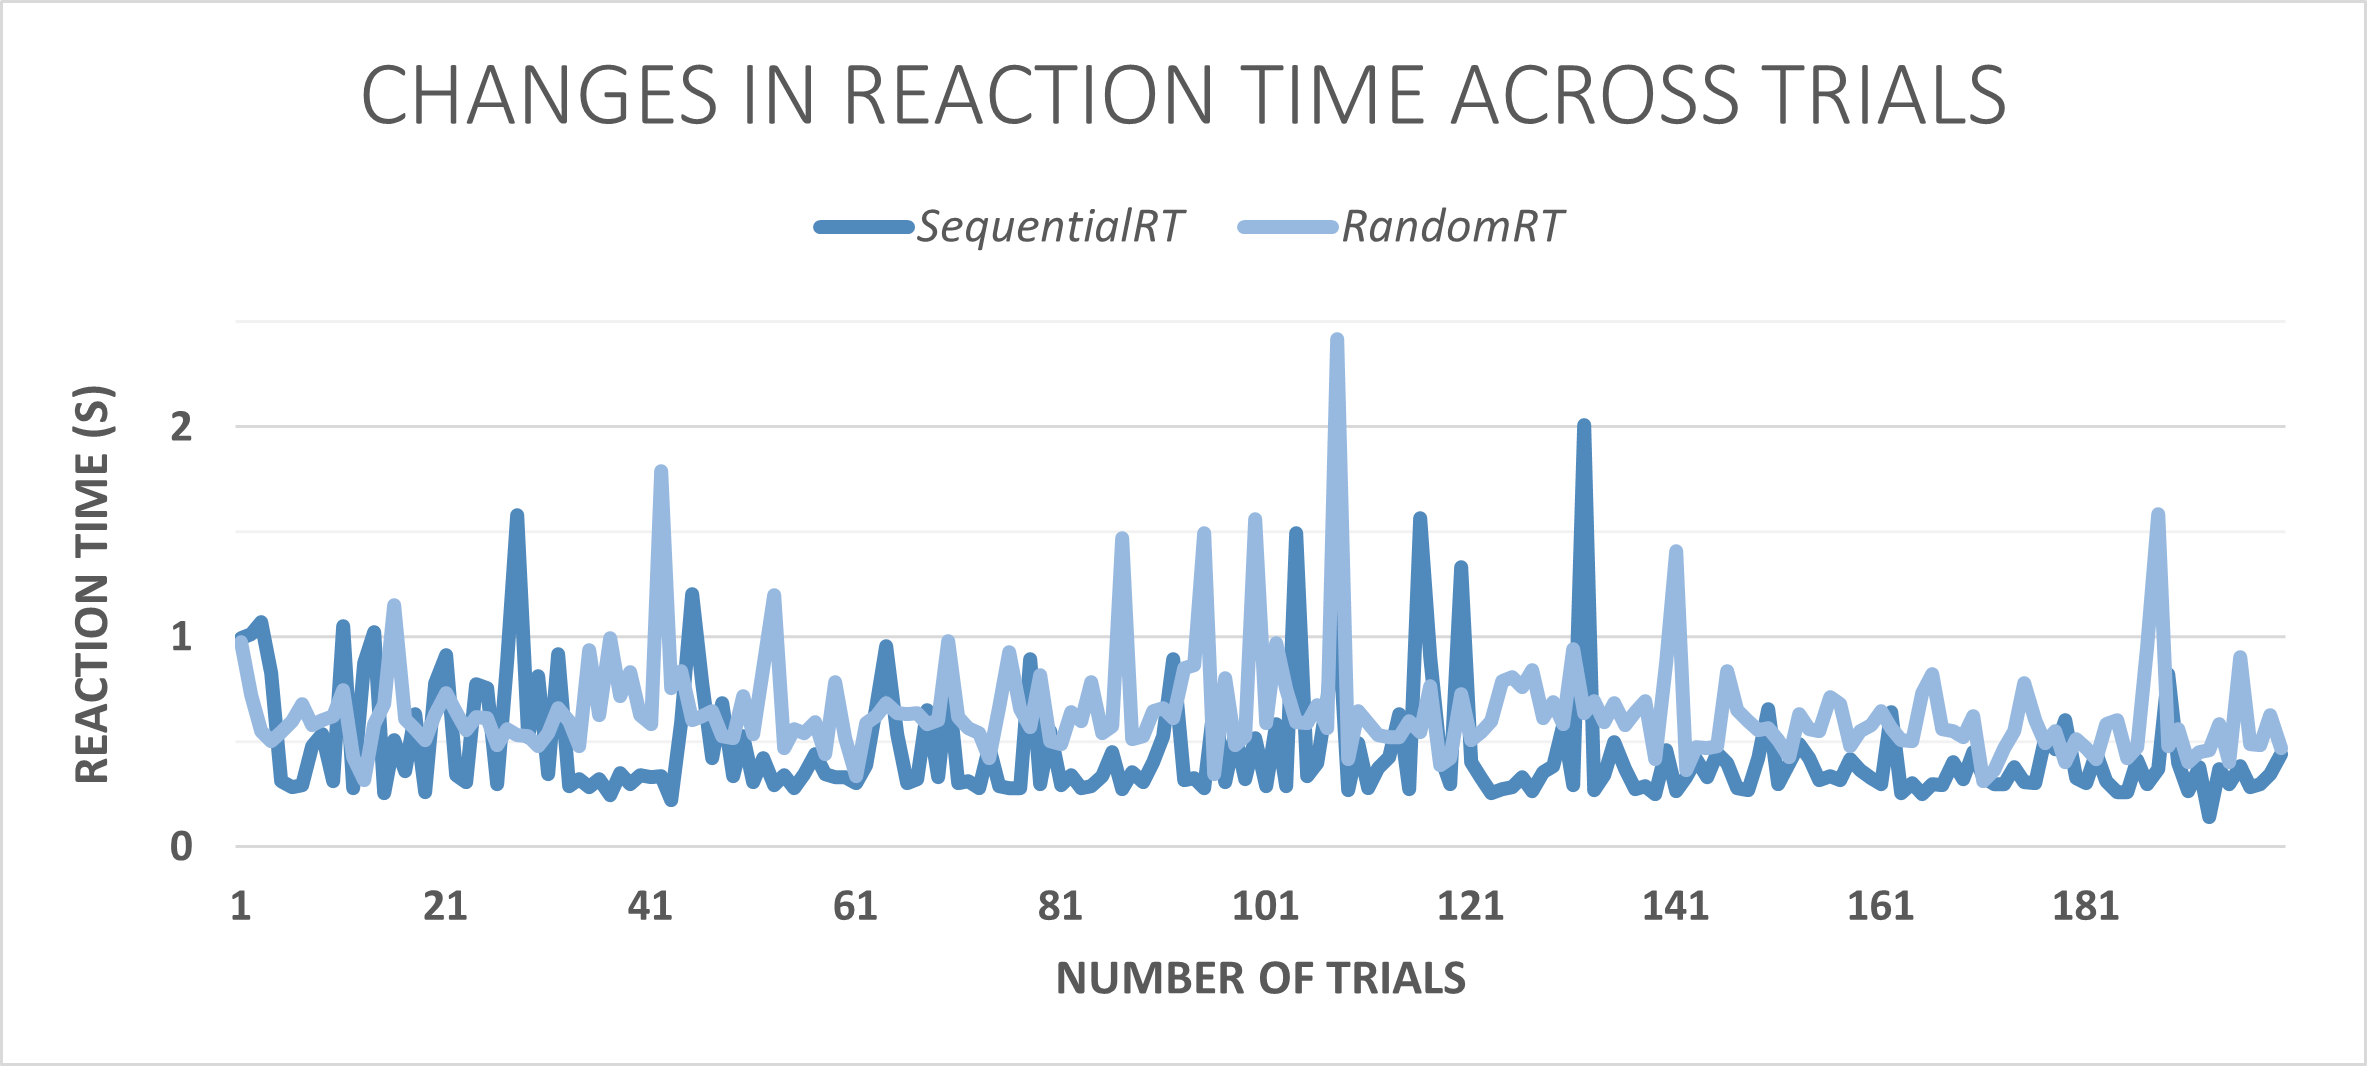 CHANGES IN REACTION TIME ACROSS TRIALS
SequentialRT RandomRT
REACTION TIME (S)
2
1
0
1 21 41 61 81 101 121 141 161 181
NUMBER OF TRIALS